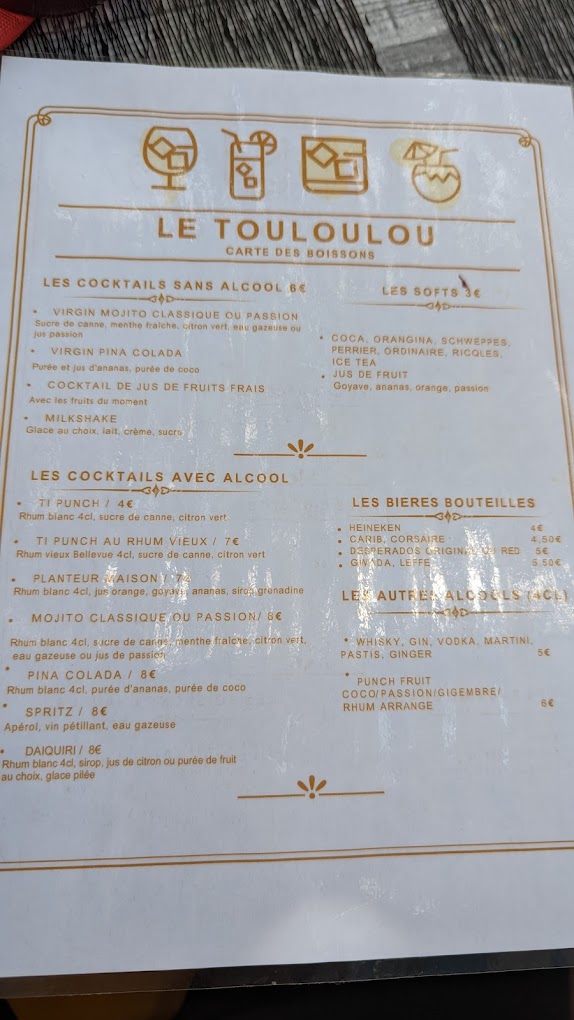 LE TOULOULOU
CARTE DES BOISSONS
LES COCKTAILS SANS ALCOOL 6€
• VIRGIN MOJITO CLASSIQUE OU PASSION
Sucre de canne, menthe fraîche, citron vert, eau gazeuse ou
jus passion
• VIRGIN PINA COLADA
Purée et jus d'ananas, purée de coco
• COCKTAIL DE JUS DE FRUITS FRAIS
Avec les fruits du moment
• MILKSHAKE
Glace au choix, lait, crème, sucre
LES SOFTS 3€
• COCA, ORANGINA, SCHWEPPES,
PERRIER, ORDINAIRE, RICQLES,
ICE TEA
• JUS DE FRUIT
Goyave, ananas, orange, passion
LES COCKTAILS AVEC ALCOOL
• TI PUNCH / 4€
Rhum blanc 4cl, sucre de canne, citron vert
• TI PUNCH AU RHUM VIEUX / 7€
Rhum vieux Bellevue 4cl, sucre de canne, citron vert
• PLANTEUR MAISON / 7€
Rhum blanc 4cl, jus orange, goyave, ananas, sirop grenadine
• MOJITO CLASSIQUE OU PASSION/ 8€
Rhum blanc 4cl, sucre de canne, menthe fraîche, citron vert,
eau gazeuse ou jus de passion
• PINA COLADA / 8€
Rhum blanc 4cl, purée d'ananas, purée de coco
• SPRITZ / 8€
Apérol, vin pétillant, eau gazeuse
• DAIQUIRI / 8€
Rhum blanc 4cl, sirop, jus de citron ou purée de fruit
au choix, glace pilée
LES BIERES BOUTEILLES
• HEINEKEN 4€
• CARIB, CORSAIRE 4,50€
• DESPERADOS ORIGINAL OU RED 5€
• GWADA, LEFFE 5,50€
LES AUTRES ALCOOLS (4CL)
• WHISKY, GIN, VODKA, MARTINI,
PASTIS, GINGER 5€
• PUNCH FRUIT
COCO/PASSION/GIGEMBRE/
RHUM ARRANGE 6€